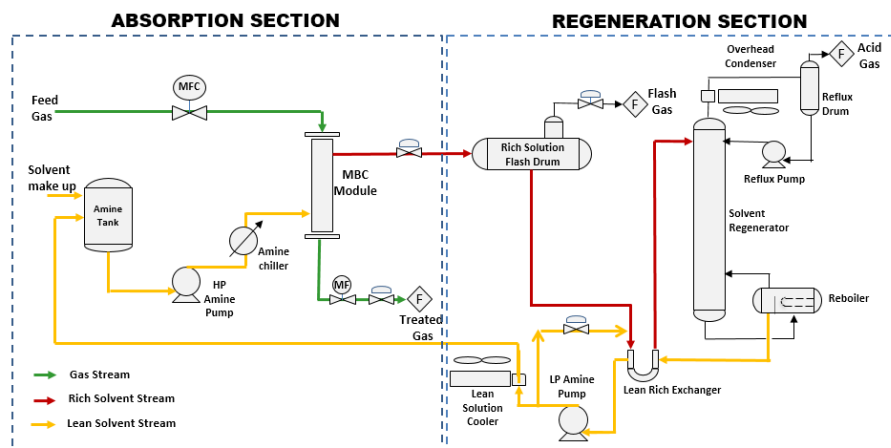 ABSORPTION SECTION
REGENERATION SECTION
MFC
Feed
Gas
Solvent
make up
Amine
Tank
HP
Amine
Pump
Amine
chiller
MBC
Module
MF
F
Treated
Gas
Gas Stream
Rich Solvent Stream
Lean Solvent Stream
Rich Solution
Flash Drum
F
Flash
Gas
Overhead
Condenser
F
Acid
Gas
Reflux
Drum
Reflux Pump
Solvent
Regenerator
Reboiler
Lean Rich Exchanger
LP Amine
Pump
Lean
Solution
Cooler